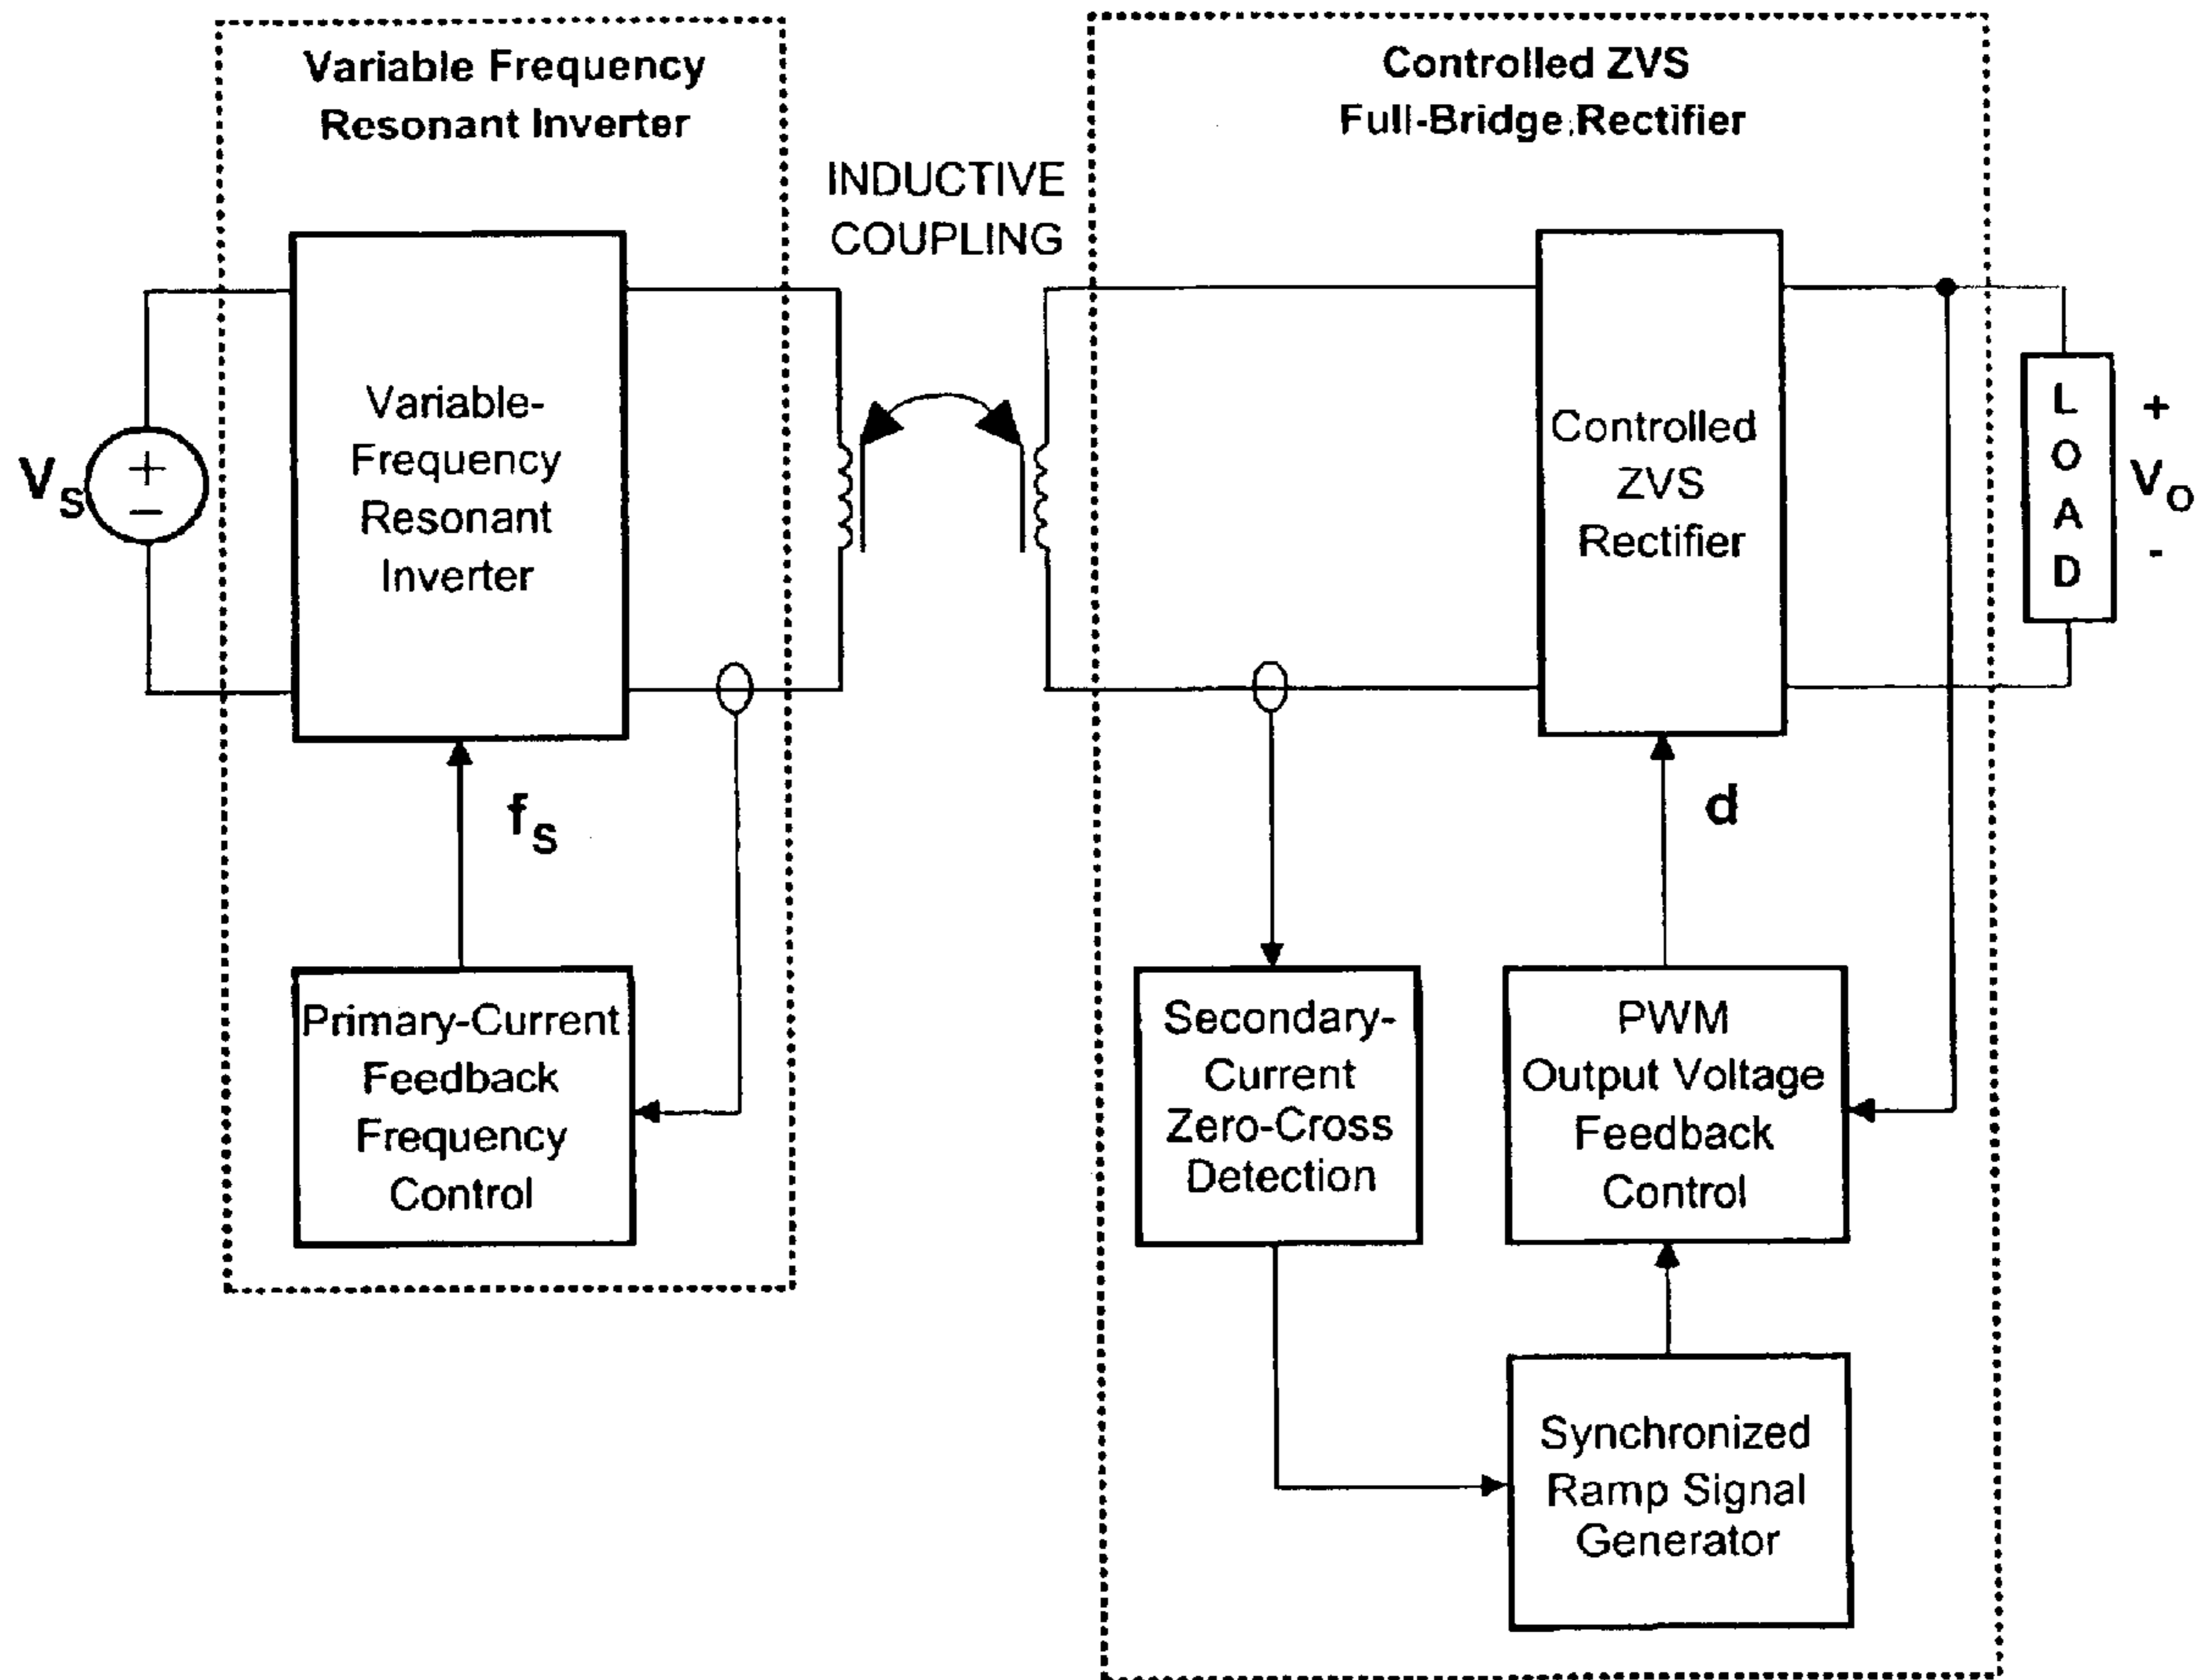 Variable Frequency
Resonant Inverter
Controlled ZVS
Full-Bridge Rectifier
INDUCTIVE
COUPLING
Variable-
Frequency
Resonant
Inverter
Controlled
ZVS
Rectifier
L
O
A
D
+
VO
-
VS
+
−
fS
d
Primary-Current
Feedback
Frequency
Control
Secondary-
Current
Zero-Cross
Detection
PWM
Output Voltage
Feedback
Control
Synchronized
Ramp Signal
Generator